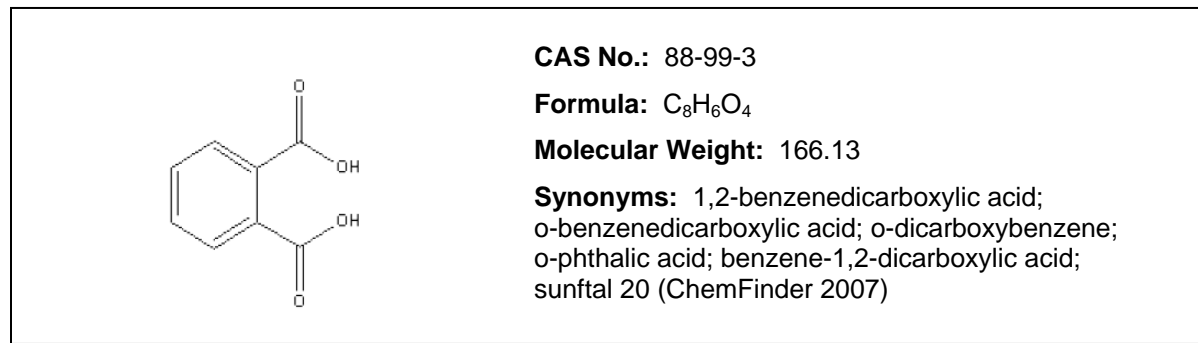 CAS No.: 88-99-3
Formula: C₈H₆O₄
Molecular Weight: 166.13
Synonyms: 1,2-benzenedicarboxylic acid;
o-benzenedicarboxylic acid; o-dicarboxybenzene;
o-phthalic acid; benzene-1,2-dicarboxylic acid;
sunftal 20 (ChemFinder 2007)
O
OH
OH
O